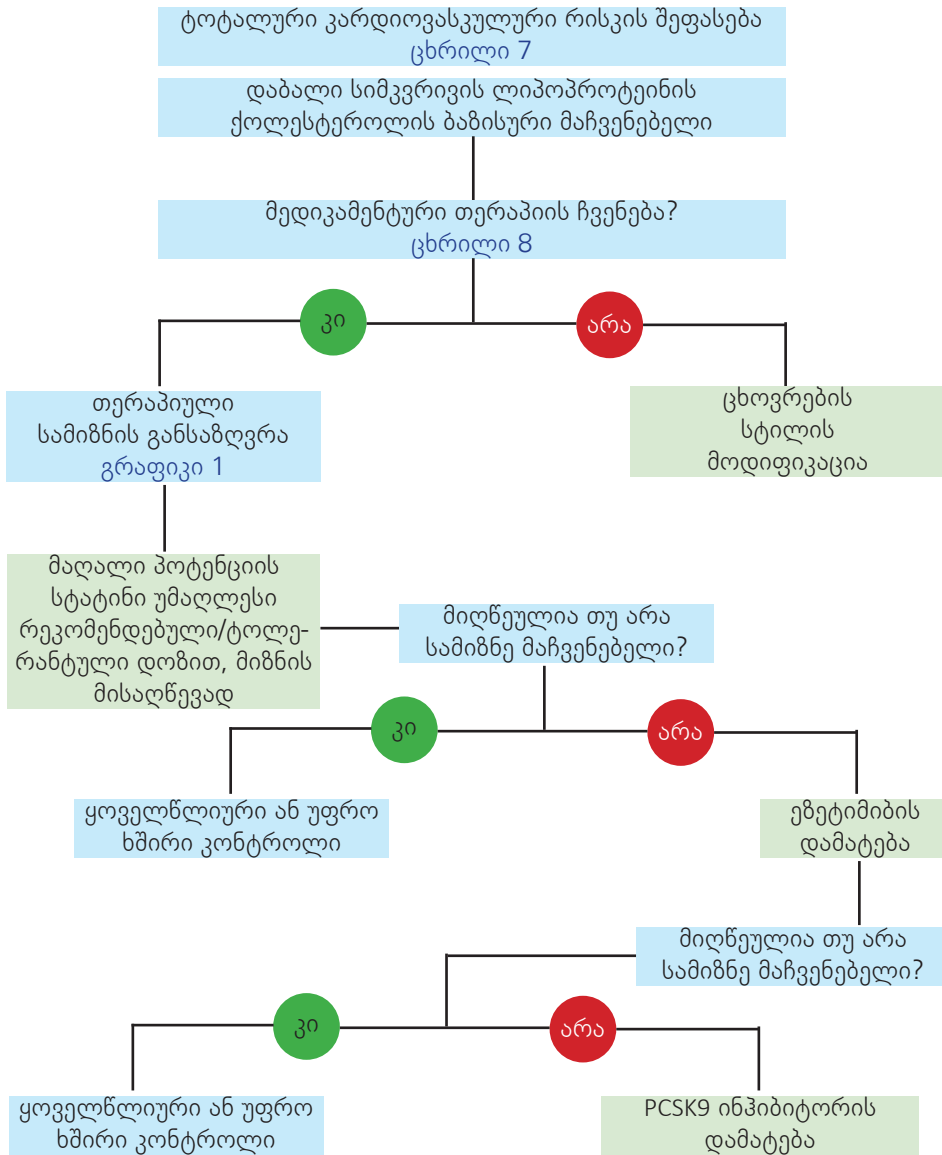 ტოტალური კარდიოვასკულური რისკის შეფასება
ცხრილი 7
დაბალი სიმკვრივის ლიპოპროტეინის
ქოლესტეროლის ბაზისური მაჩვენებელი
მედიკამენტური თერაპიის ჩვენება?
ცხრილი 8
კი
არა
თერაპიული
სამიზნის განსაზღვრა
გრაფიკი 1
ცხოვრების
სტილის
მოდიფიკაცია
მაღალი პოტენციის
სტატინი უმაღლესი
რეკომენდებული/ტოლე-
რანტული დოზით, მიზნის
მისაღწევად
მიღწეულია თუ არა
სამიზნე მაჩვენებელი?
კი
არა
ყოველწლიური ან უფრო
ხშირი კონტროლი
ეზეტიმიბის
დამატება
მიღწეულია თუ არა
სამიზნე მაჩვენებელი?
კი
არა
ყოველწლიური ან უფრო
ხშირი კონტროლი
PCSK9 ინჰიბიტორის
დამატება